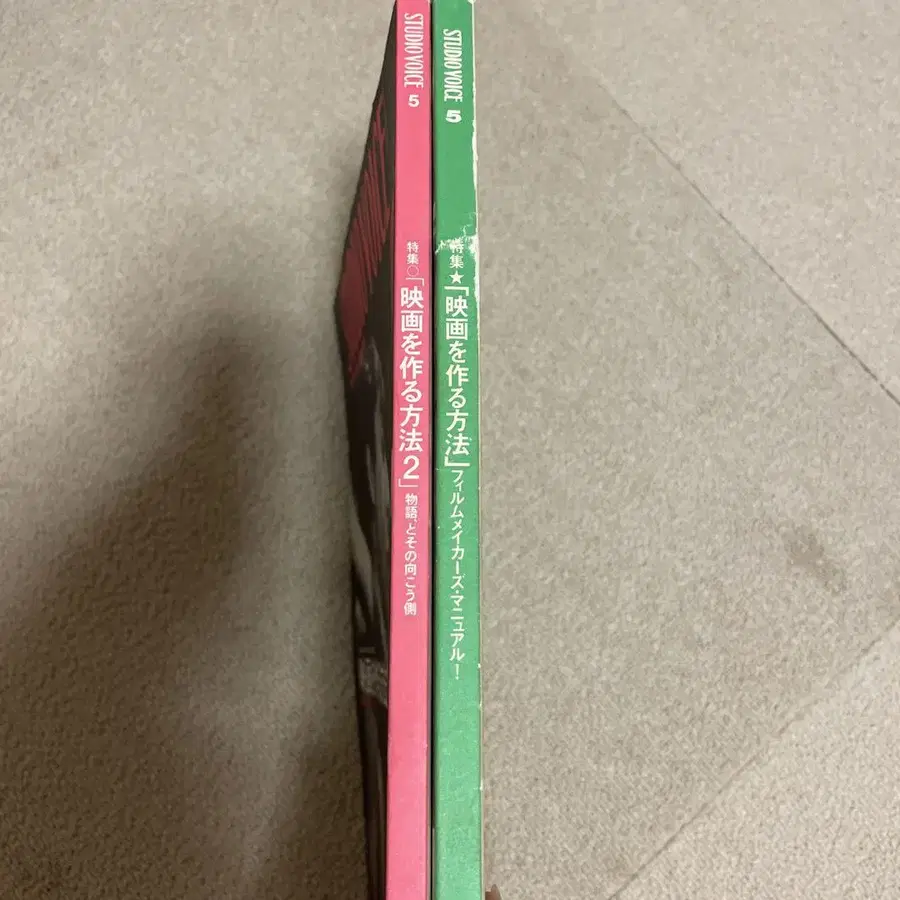 STUDIO VOICE
5
特集○「映画を作る方法2」物語、とその向こう側
STUDIO VOICE
5
特集★「映画を作る方法」フィルムメイカーズ・マニュアル!